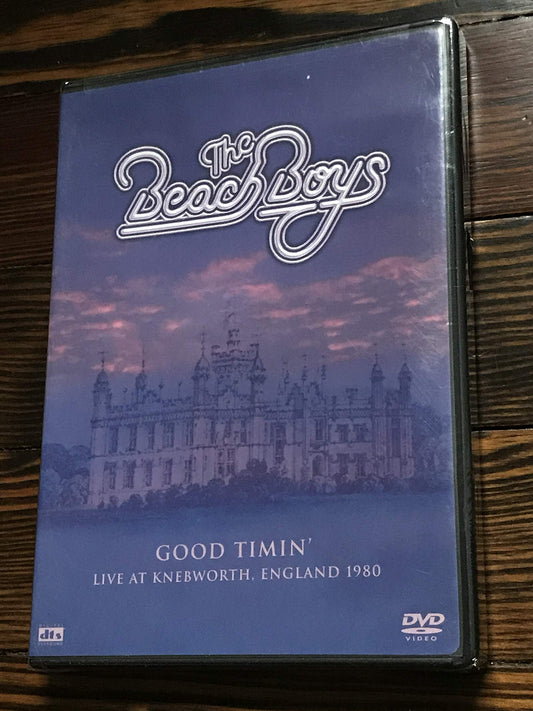 The
Beach Boys
GOOD TIMIN'
LIVE AT KNEBWORTH, ENGLAND 1980
dts
DVD
VIDEO